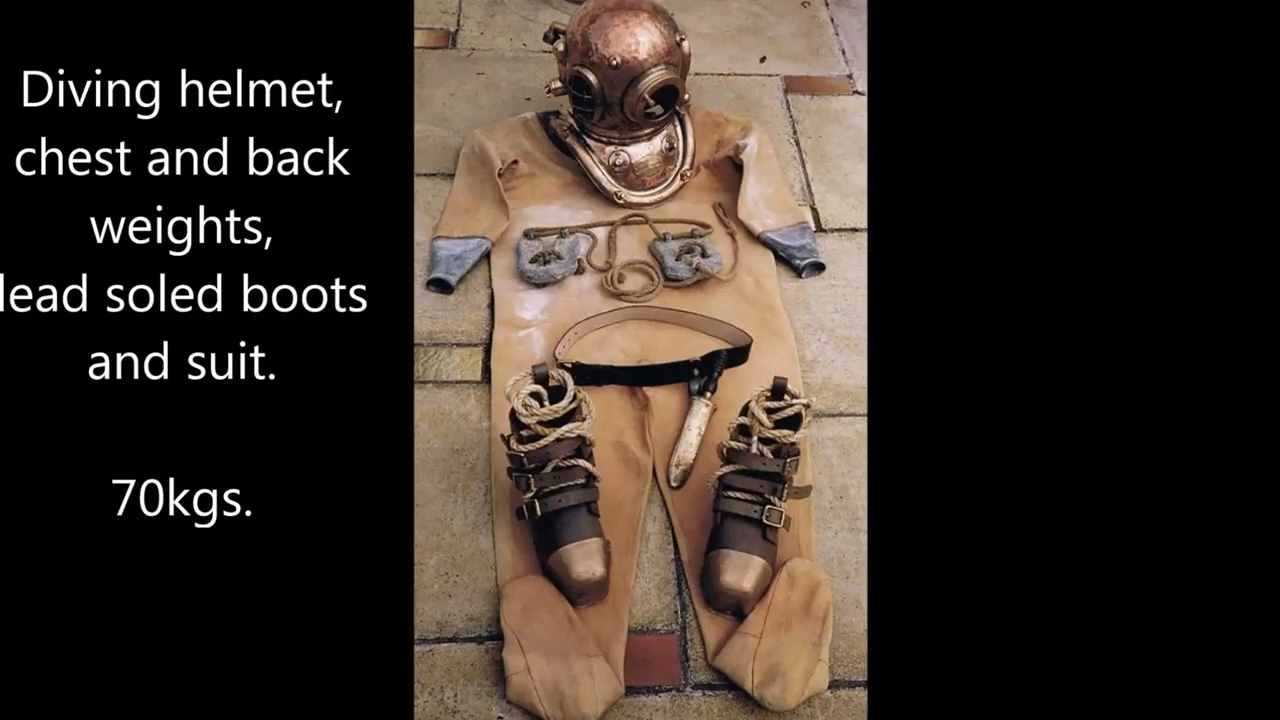 Diving helmet,
chest and back
weights,
lead soled boots
and suit.
70kgs.